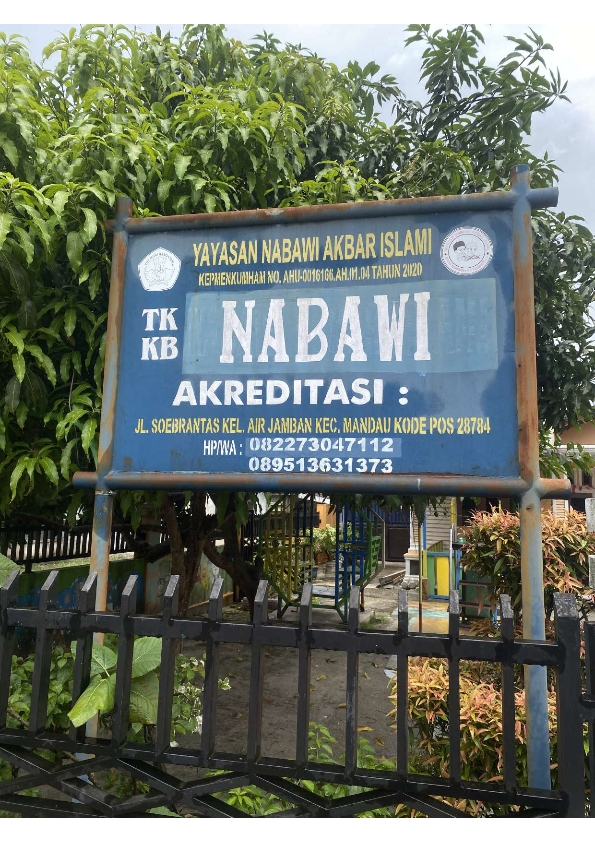 YAYASAN NABAWI AKBAR ISLAMI
KEPMENKUMHAM NO. AHU-0016166.AH.01.04 TAHUN 2020
TK
KB
NABAWI
AKREDITASI :
JL. SOEBRANTAS KEL. AIR JAMBAN KEC. MANDAU KODE POS 28784
HP/WA : 082273047112
089513631373